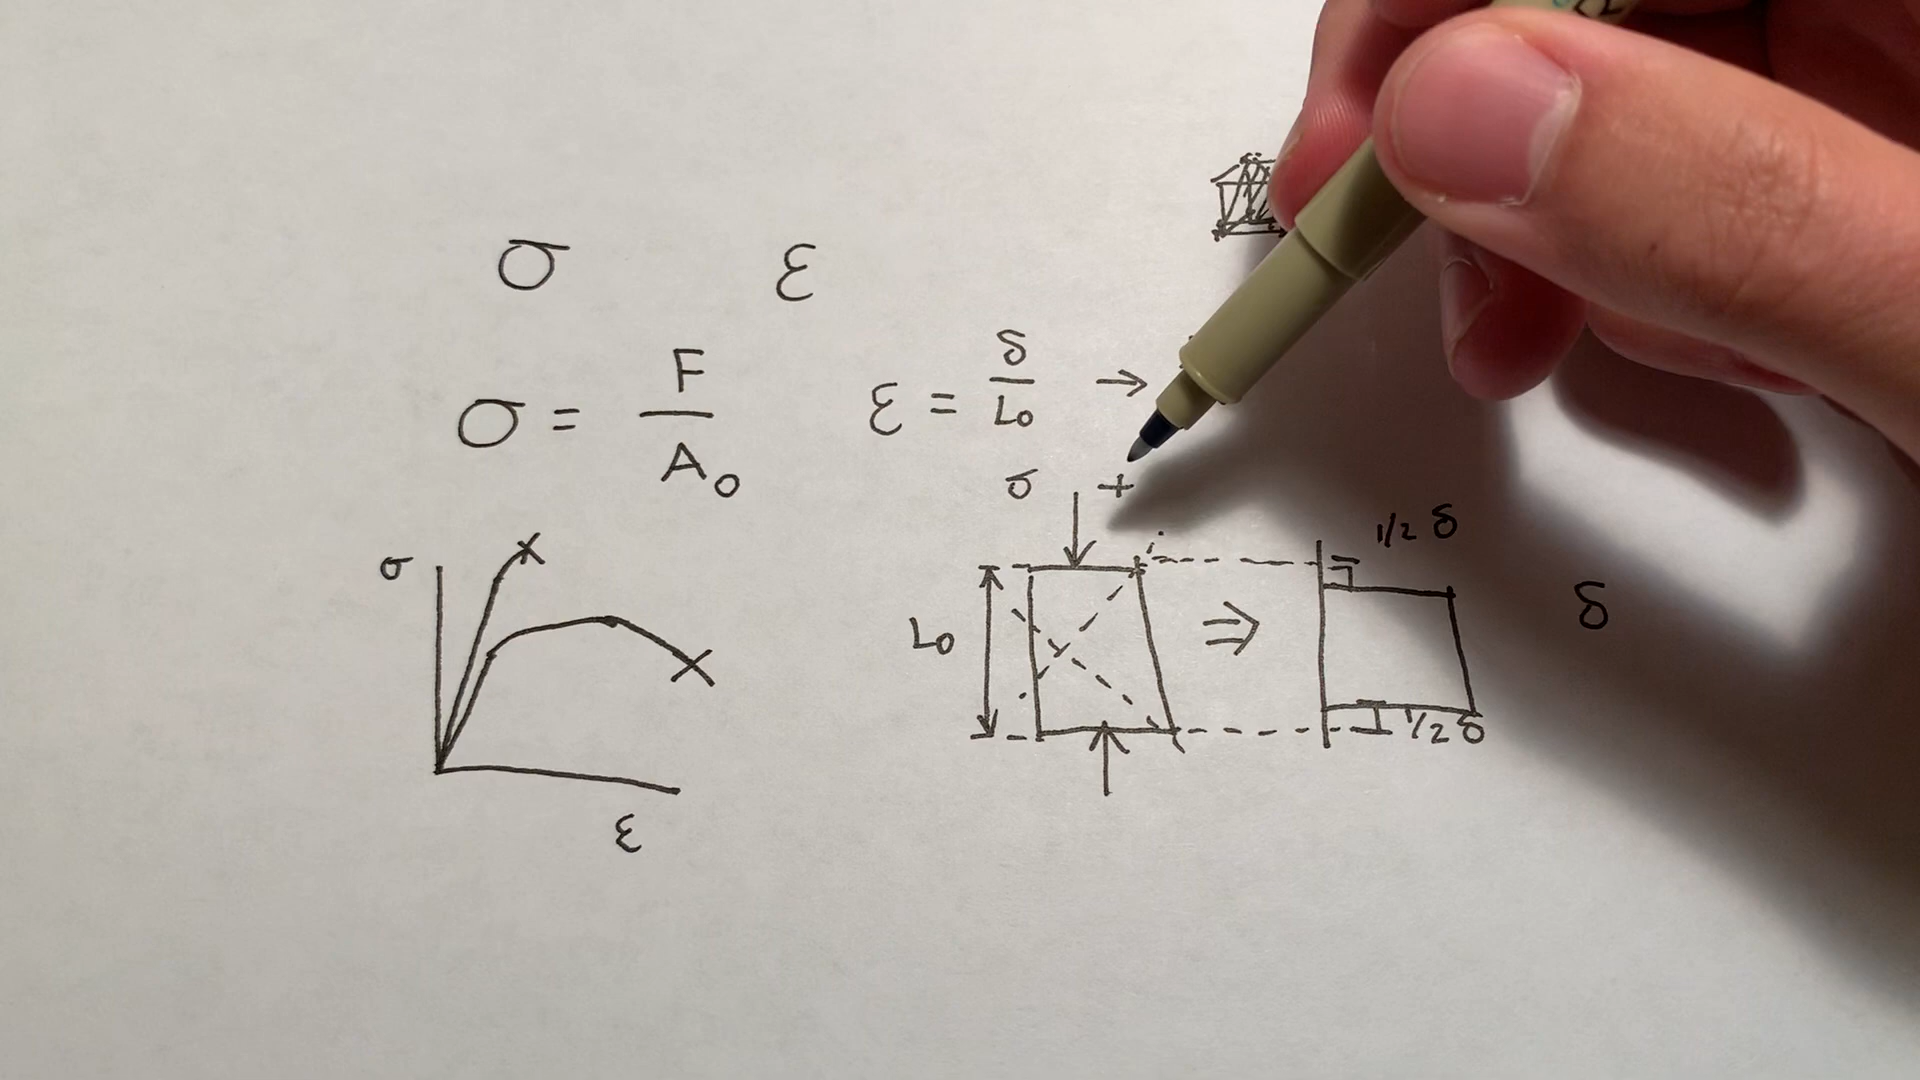 σ ε
σ = F / A₀
ε = δ / L₀ →
σ +
1/2 δ
σ
δ
L₀ ⇒
1/2 δ
ε